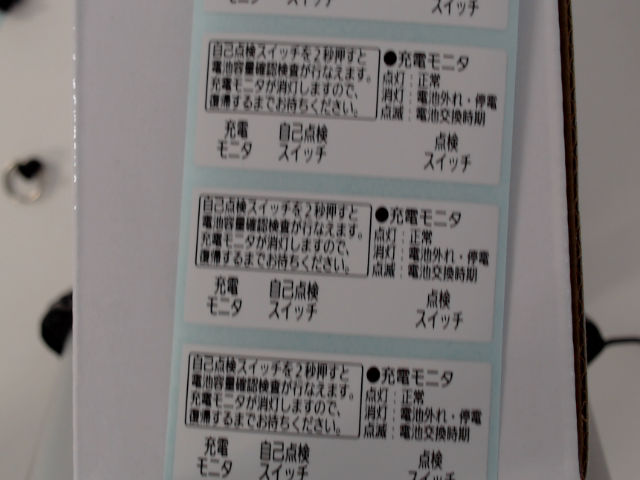 モニタ スイッチ スイッチ
自己点検スイッチを2秒押すと
電池容量確認検査が行なえます。
充電モニタが消灯しますので、
復帰するまでお待ちください。
●充電モニタ
点灯：正常
消灯：電池外れ・停電
点滅：電池交換時期
充電 自己点検 点検
モニタ スイッチ スイッチ
自己点検スイッチを2秒押すと
電池容量確認検査が行なえます。
充電モニタが消灯しますので、
復帰するまでお待ちください。
●充電モニタ
点灯：正常
消灯：電池外れ・停電
点滅：電池交換時期
充電 自己点検 点検
モニタ スイッチ スイッチ
自己点検スイッチを2秒押すと
電池容量確認検査が行なえます。
充電モニタが消灯しますので、
復帰するまでお待ちください。
●充電モニタ
点灯：正常
消灯：電池外れ・停電
点滅：電池交換時期
充電 自己点検 点検
モニタ スイッチ スイッチ